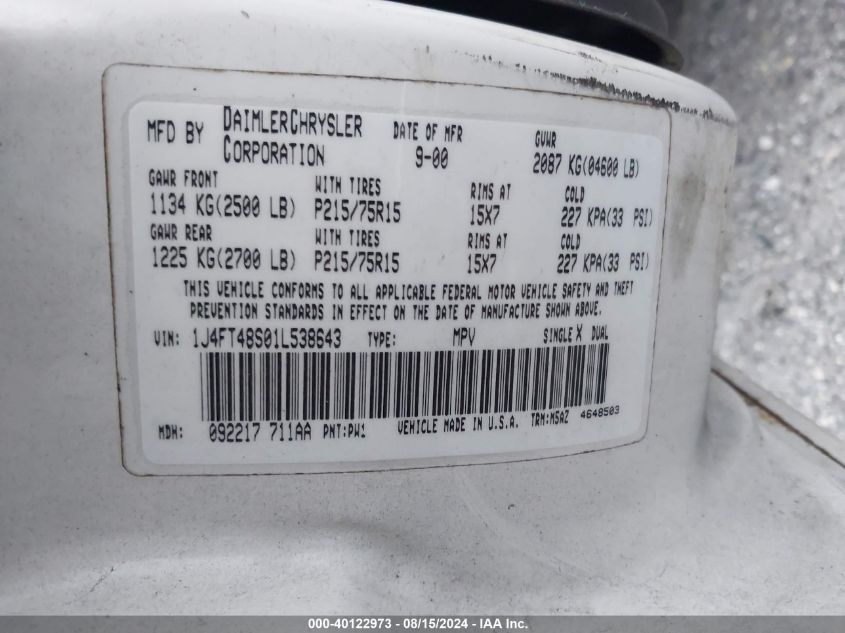 MFD BY DAIMLERCHRYSLER CORPORATION DATE OF MFR 9-00 GVWR 2087 KG(04600 LB)
GAWR FRONT WITH TIRES RIMS AT COLD
1134 KG(2500 LB) P215/75R15 15X7 227 KPA(33 PSI)
GAWR REAR WITH TIRES RIMS AT COLD
1225 KG(2700 LB) P215/75R15 15X7 227 KPA(33 PSI)
THIS VEHICLE CONFORMS TO ALL APPLICABLE FEDERAL MOTOR VEHICLE SAFETY AND THEFT
PREVENTION STANDARDS IN EFFECT ON THE DATE OF MANUFACTURE SHOWN ABOVE.
VIN: 1J4FT48S01L538643 TYPE: MPV SINGLE X DUAL
MDH: 092217 711AA PNT:PW1 VEHICLE MADE IN U.S.A. TRM:MSAZ 4648503
000-40122973 - 08/15/2024 - IAA Inc.